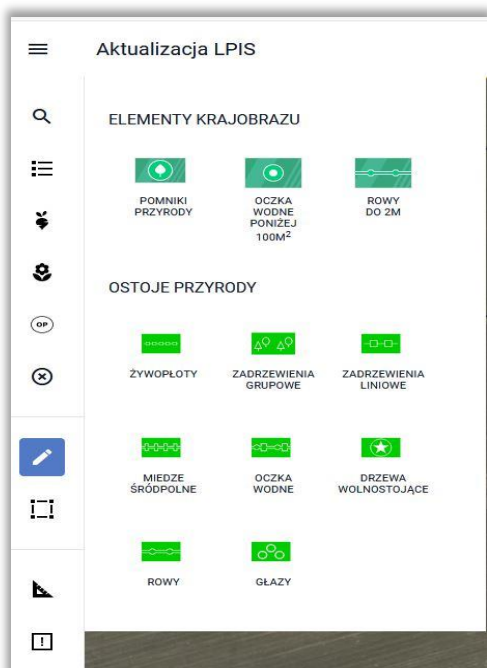 Aktualizacja LPIS
ELEMENTY KRAJOBRAZU
POMNIKI
PRZYRODY
OCZKA
WODNE
PONIŻEJ
100M²
ROWY
DO 2M
OSTOJE PRZYRODY
OP
ŻYWOPŁOTY
ZADRZEWIENIA
GRUPOWE
ZADRZEWIENIA
LINIOWE
MIEDZE
ŚRÓDPOLNE
OCZKA
WODNE
DRZEWA
WOLNOSTOJĄCE
ROWY
GŁAZY